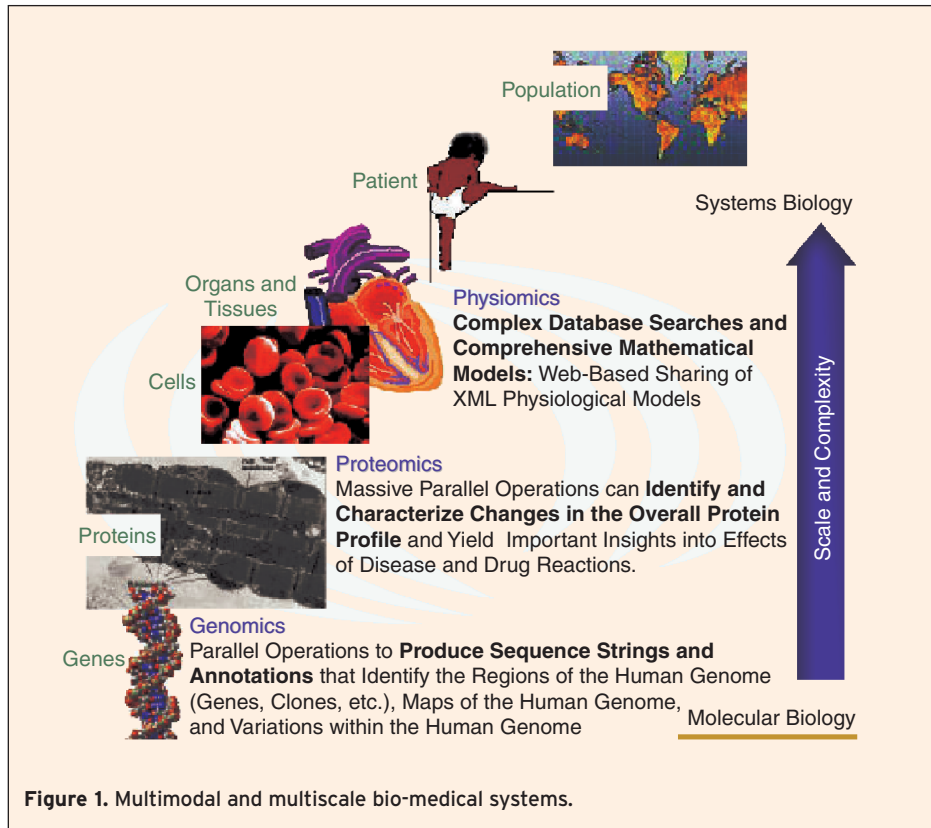 Population
Patient
Systems Biology
Organs and
Tissues
Physiomics
Complex Database Searches and
Comprehensive Mathematical
Models: Web-Based Sharing of
XML Physiological Models
Cells
Scale and Complexity
Proteomics
Massive Parallel Operations can Identify and
Characterize Changes in the Overall Protein
Profile and Yield Important Insights into Effects
of Disease and Drug Reactions.
Proteins
Genomics
Parallel Operations to Produce Sequence Strings and
Annotations that Identify the Regions of the Human Genome
(Genes, Clones, etc.), Maps of the Human Genome,
and Variations within the Human Genome
Genes
Molecular Biology
Figure 1. Multimodal and multiscale bio-medical systems.